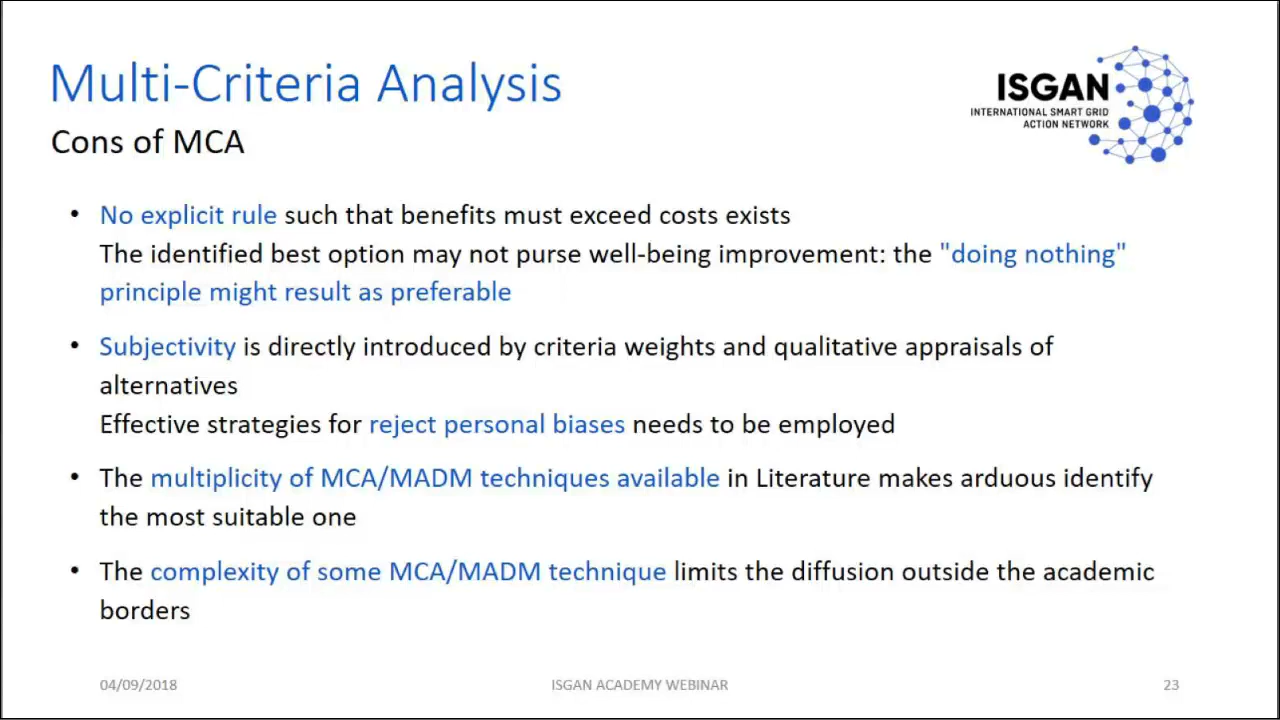 Multi-Criteria Analysis
Cons of MCA
ISGAN
INTERNATIONAL SMART GRID
ACTION NETWORK
• No explicit rule such that benefits must exceed costs exists
The identified best option may not purse well-being improvement: the "doing nothing"
principle might result as preferable
• Subjectivity is directly introduced by criteria weights and qualitative appraisals of
alternatives
Effective strategies for reject personal biases needs to be employed
• The multiplicity of MCA/MADM techniques available in Literature makes arduous identify
the most suitable one
• The complexity of some MCA/MADM technique limits the diffusion outside the academic
borders
04/09/2018
ISGAN ACADEMY WEBINAR
23